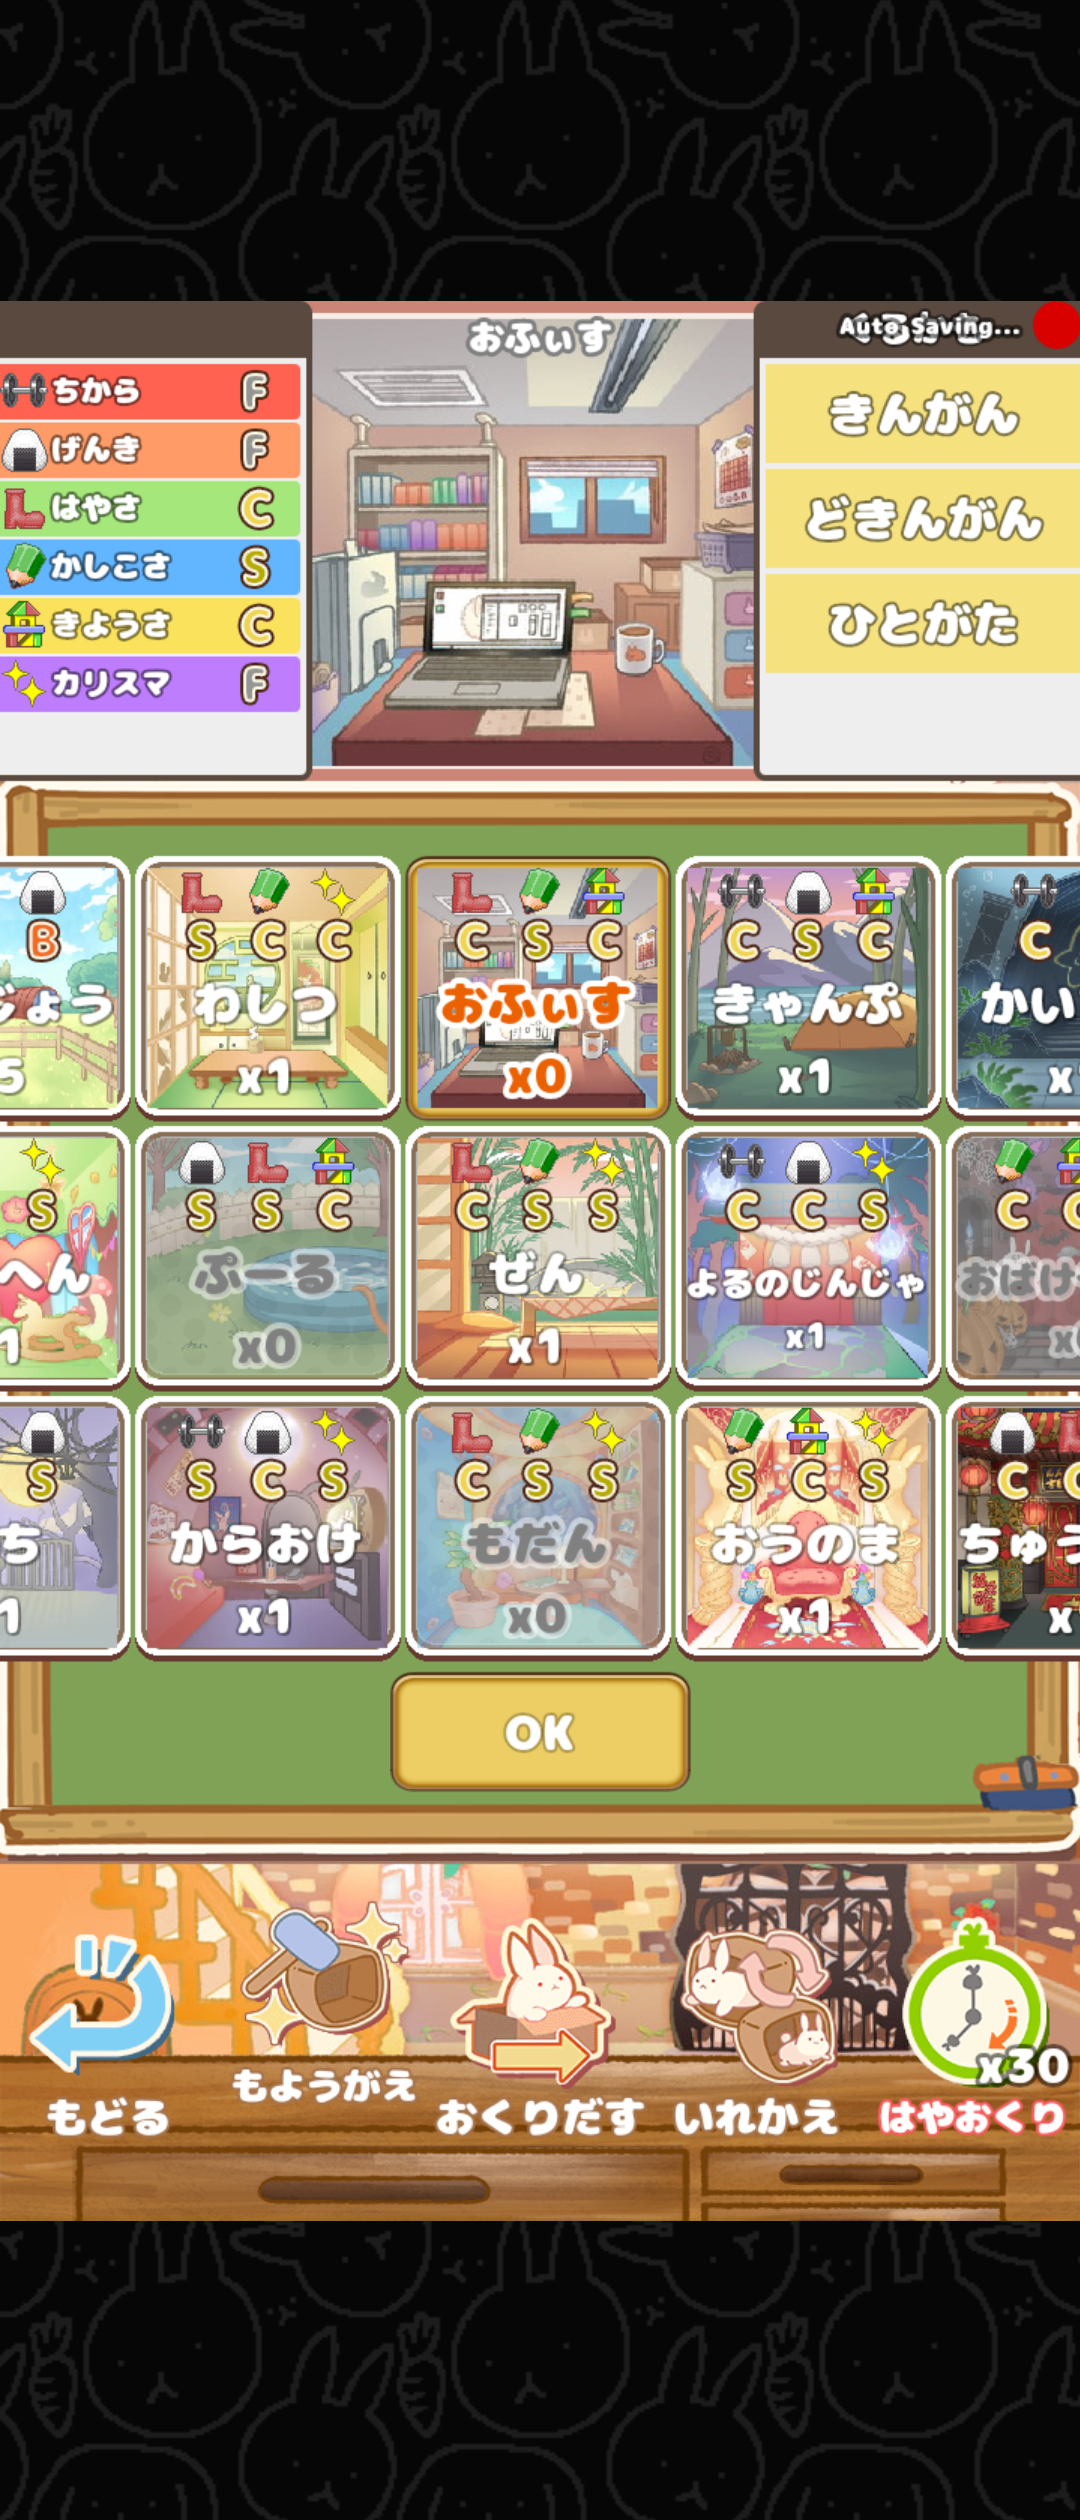 おふぃす
Auto Saving...
ちから F
げんき F
はやさ C
かしこさ S
きようさ C
カリスマ F
きんがん
どきんがん
ひとがた
B
じょう
5
S C C
わしつ
x1
C S C
おふぃす
x0
C S C
きゃんぷ
x1
C
かい
x
S
へん
1
S S C
ぷーる
x0
C S S
ぜん
x1
C C S
よるのじんじゃ
x1
C C
おばけ
x0
S
ち
1
S C S
からおけ
x1
C S S
もだん
x0
S C S
おうのま
x1
C C
ちゅう
x
OK
もどる
もようがえ
おくりだす
いれかえ
x30
はやおくり